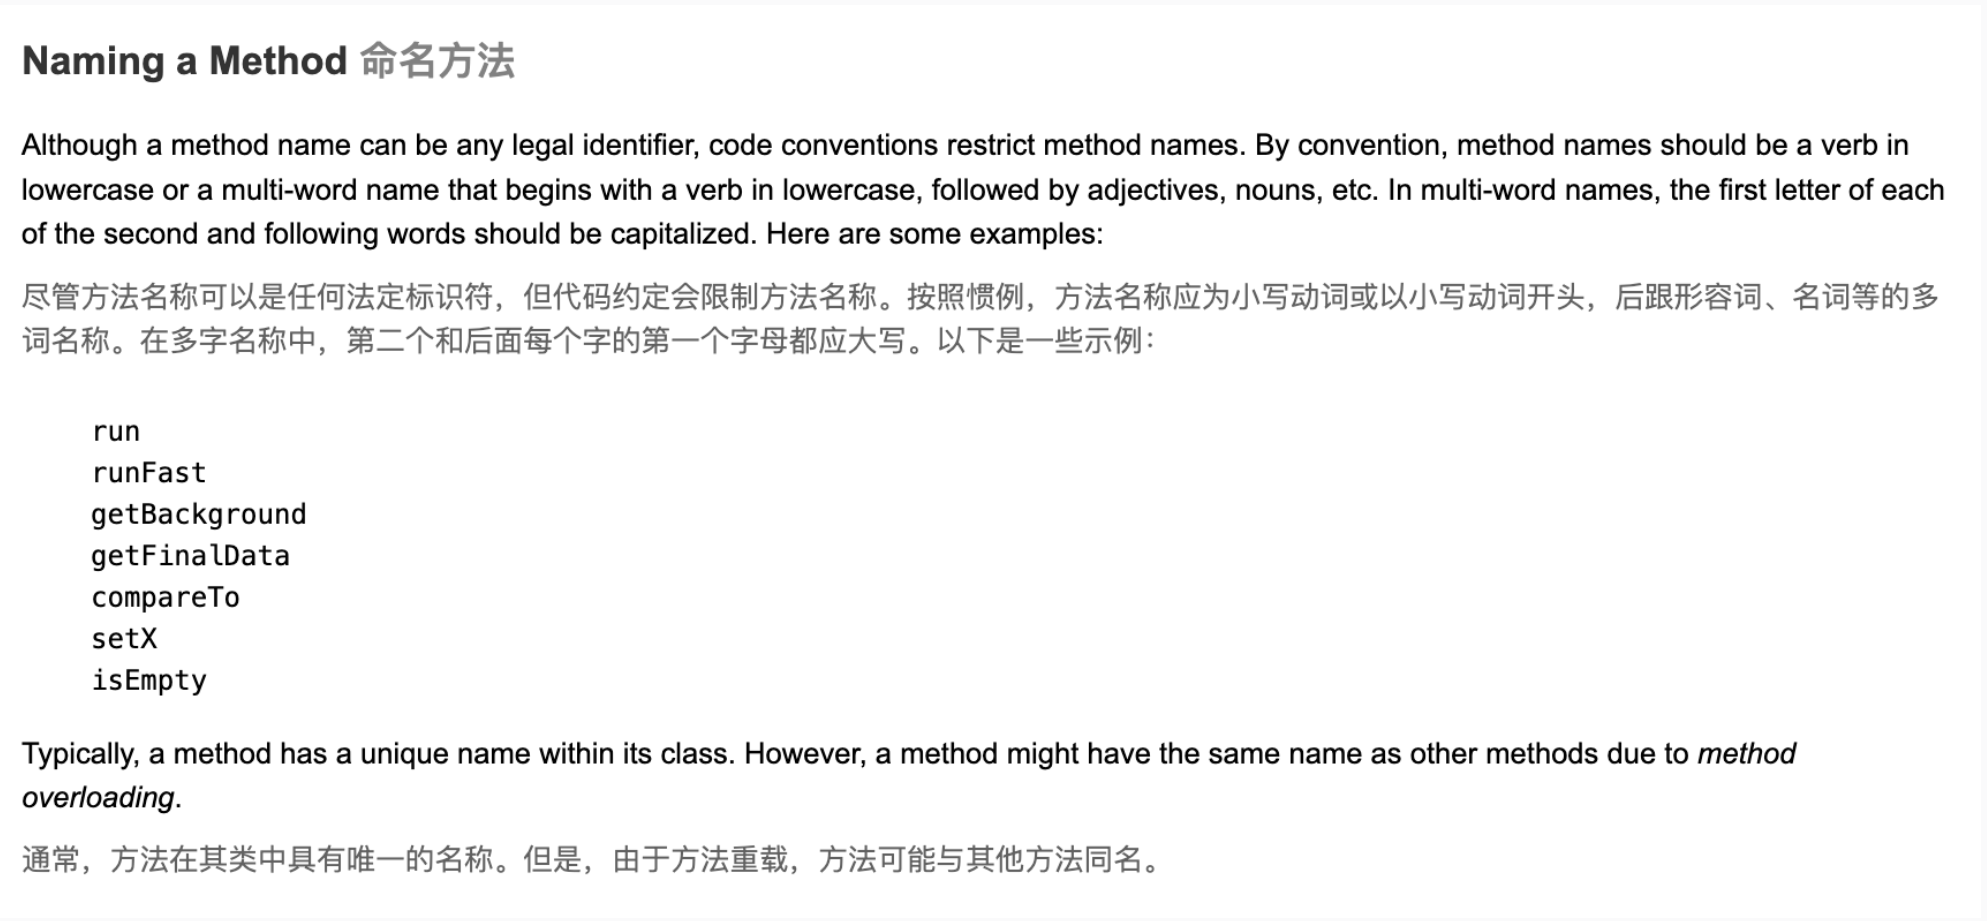 Naming a Method 命名方法
Although a method name can be any legal identifier, code conventions restrict method names. By convention, method names should be a verb in
lowercase or a multi-word name that begins with a verb in lowercase, followed by adjectives, nouns, etc. In multi-word names, the first letter of each
of the second and following words should be capitalized. Here are some examples:
尽管方法名称可以是任何法定标识符，但代码约定会限制方法名称。按照惯例，方法名称应为小写动词或以小写动词开头，后跟形容词、名词等的多
词名称。在多字名称中，第二个和后面每个字的第一个字母都应大写。以下是一些示例：
run
runFast
getBackground
getFinalData
compareTo
setX
isEmpty
Typically, a method has a unique name within its class. However, a method might have the same name as other methods due to method
overloading.
通常，方法在其类中具有唯一的名称。但是，由于方法重载，方法可能与其他方法同名。